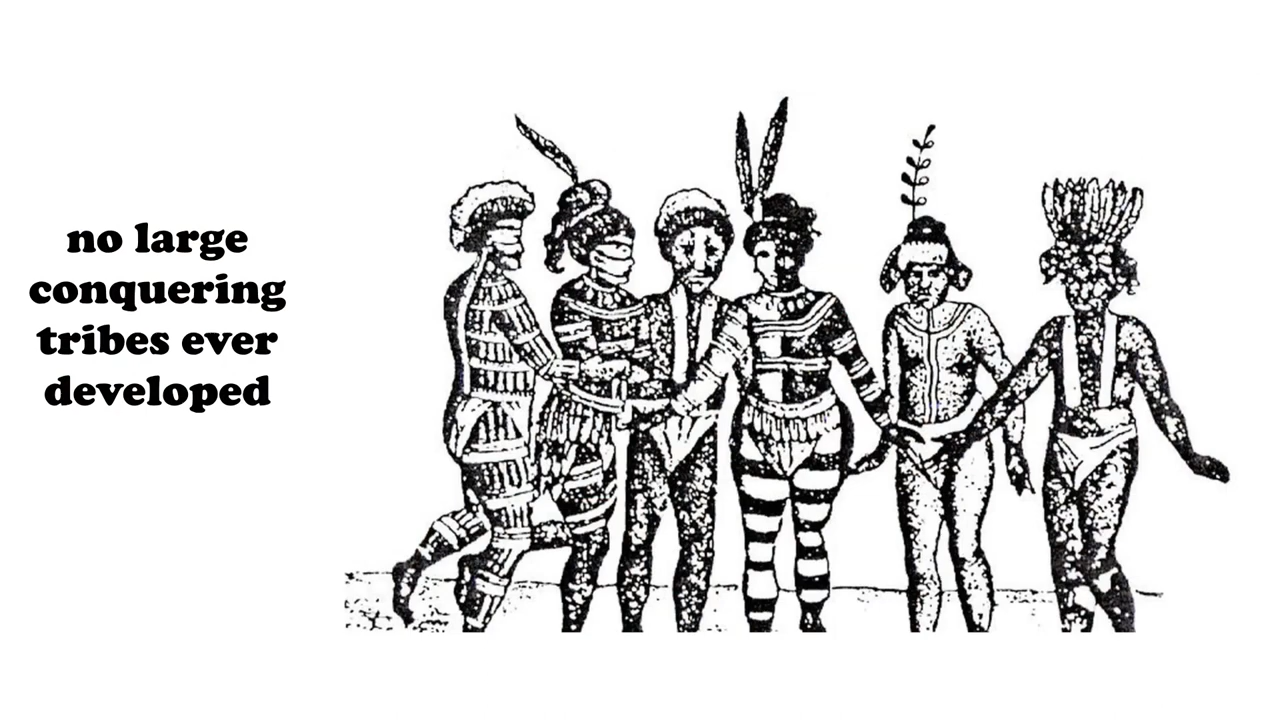 no large
conquering
tribes ever
developed